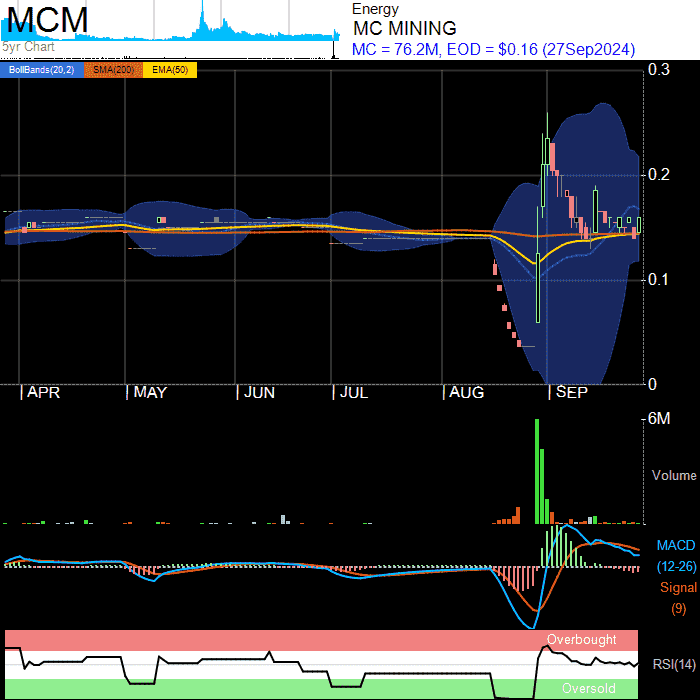 MCM
5yr Chart
Energy
MC MINING
MC = 76.2M, EOD = $0.16 (27Sep2024)
BollBands(20,2) SMA(200) EMA(50)
0.3
0.2
0.1
0
APR MAY JUN JUL AUG SEP
6M
Volume
MACD
(12-26)
Signal
(9)
Overbought
RSI(14)
Oversold